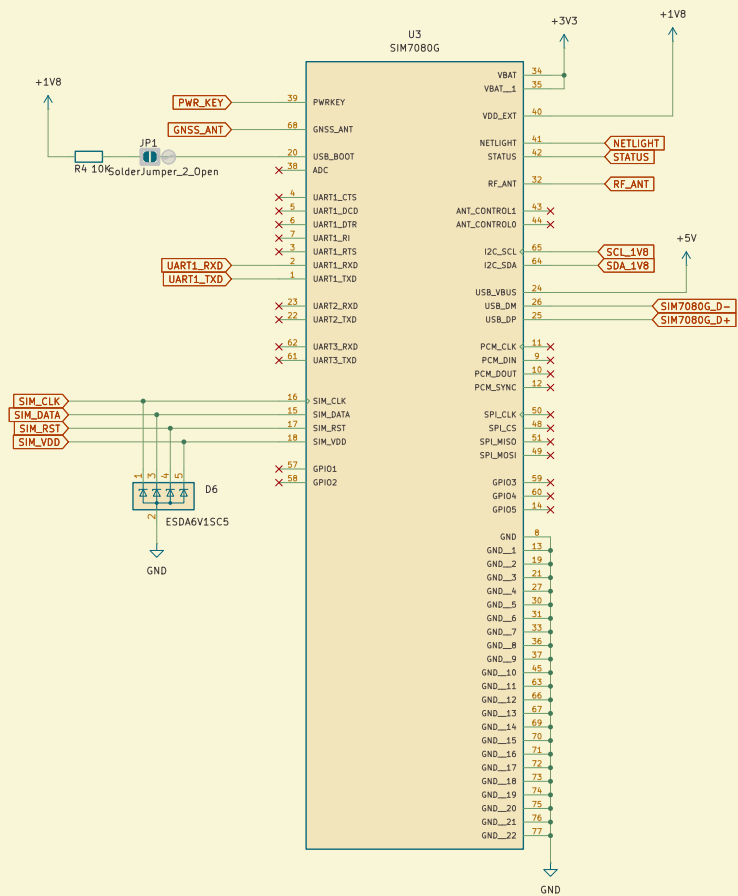 +3V3
+1V8
U3
SIM7080G
+1V8
VBAT 34
VBAT__1 35
PWR_KEY 39 PWRKEY
VDD_EXT 40
GNSS_ANT 68 GNSS_ANT
NETLIGHT 41 NETLIGHT
JP1
20 USB_BOOT
STATUS 42 STATUS
R4 10K
SolderJumper_2_Open
38 ADC
RF_ANT 32 RF_ANT
4 UART1_CTS
5 UART1_DCD
ANT_CONTROL1 43
6 UART1_DTR
ANT_CONTROL0 44
7 UART1_RI
+5V
3 UART1_RTS
I2C_SCL 65 SCL_1V8
UART1_RXD 2 UART1_RXD
I2C_SDA 64 SDA_1V8
UART1_TXD 1 UART1_TXD
USB_VBUS 24
23 UART2_RXD
USB_DM 26 SIM7080G_D-
22 UART2_TXD
USB_DP 25 SIM7080G_D+
62 UART3_RXD
PCM_CLK 11
61 UART3_TXD
PCM_DIN 9
PCM_DOUT 10
PCM_SYNC 12
SIM_CLK 16 SIM_CLK
SIM_DATA 15 SIM_DATA
SPI_CLK 50
SIM_RST 17 SIM_RST
SPI_CS 48
SIM_VDD 18 SIM_VDD
SPI_MISO 51
SPI_MOSI 49
57 GPIO1
1 3 4 5
58 GPIO2
GPIO3 59
D6
GPIO4 60
GPIO5 14
2
ESDA6V1SC5
GND
GND 8
GND__1 13
GND__2 19
GND__3 21
GND__4 27
GND__5 30
GND__6 31
GND__7 33
GND__8 36
GND__9 37
GND__10 45
GND__11 63
GND__12 66
GND__13 67
GND__14 69
GND__15 70
GND__16 71
GND__17 72
GND__18 73
GND__19 74
GND__20 75
GND__21 76
GND__22 77
GND